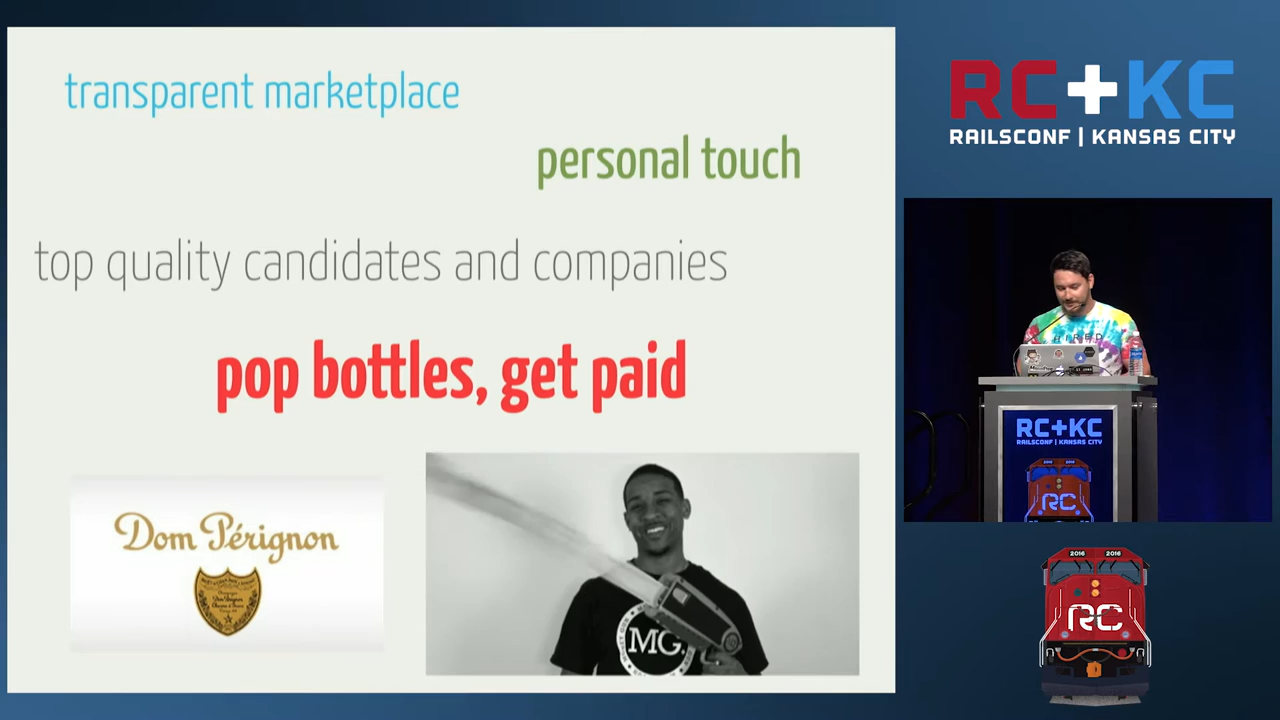 transparent marketplace
personal touch
top quality candidates and companies
pop bottles, get paid
Dom Pérignon
MG.
RC+KC
RAILSCONF | KANSAS CITY
HIRED
RC+KC
RAILSCONF | KANSAS CITY
RC
2016 2016
RC